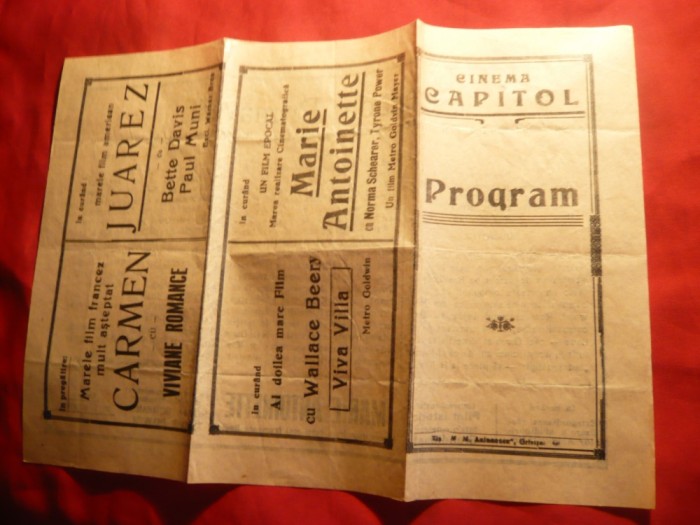 CINEMA
CAPITOL
Program
In curând
UN FILM EPOCAL
Marea realizare Cinematografică
Marie
Antoinette
cu Norma Schearer, Tyrone Power
Un film Metro Goldwin Mayer
In curând
Al doilea mare Film
cu Wallace Beery
Viva Villa
Metro Goldwin
la curând
marele film american
JUAREZ
cu —
Bette Davis
Paul Muni
In pregătire:
Marele film francez
mult aşteptat
CARMEN
— cu —
VIVIANE ROMANCE